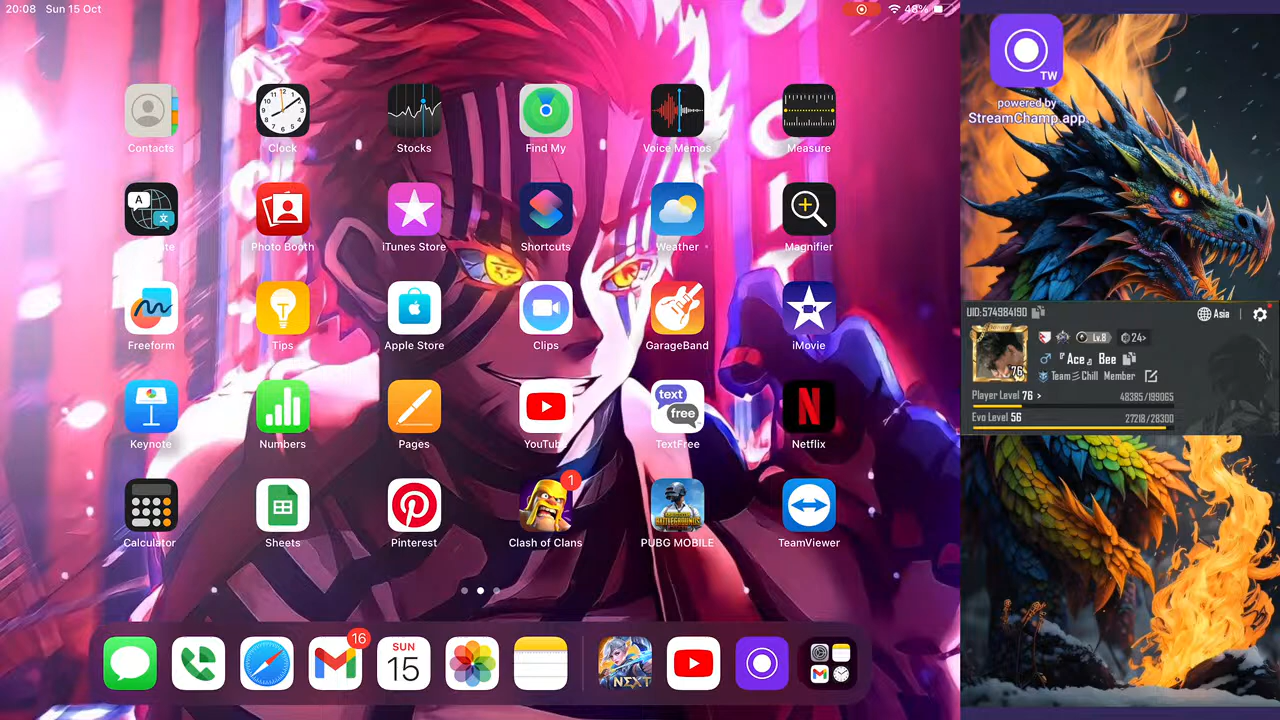 20:08 Sun 15 Oct
48%
Contacts
Clock
Stocks
Find My
Voice Memos
Measure
Photo Booth
iTunes Store
Shortcuts
Weather
Magnifier
Freeform
Tips
Apple Store
Clips
GarageBand
iMovie
Keynote
Numbers
Pages
YouTube
text
free
TextFree
Netflix
1
Calculator
Sheets
Pinterest
Clash of Clans
PUBG MOBILE
TeamViewer
16
SUN
15
NEXT
TW
powered by
StreamChamp.app
UID:574984190
Asia
Lv.8
24>
『Ace Bee
Team Chill Member
76
Player Level 76 >
48385/199065
Evo Level 56
27218/28300